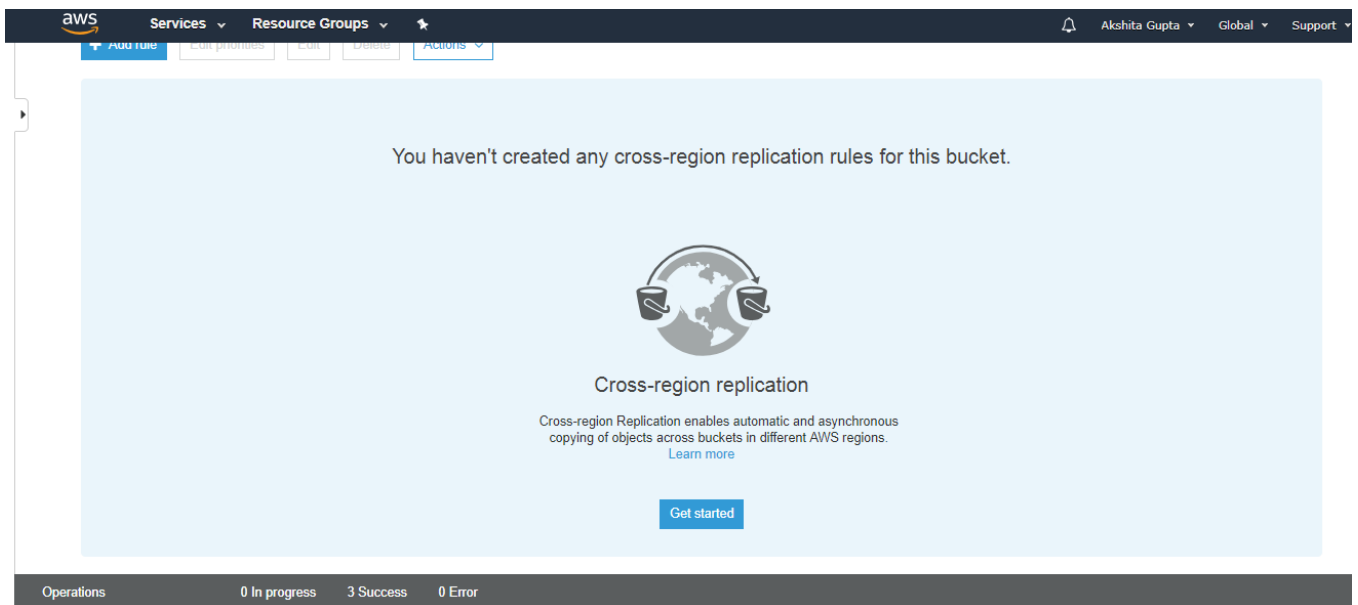 aws Services Resource Groups Akshita Gupta Global Support
+ Add rule Edit priorities Edit Delete Actions
You haven't created any cross-region replication rules for this bucket.
Cross-region replication
Cross-region Replication enables automatic and asynchronous
copying of objects across buckets in different AWS regions.
Learn more
Get started
Operations 0 In progress 3 Success 0 Error